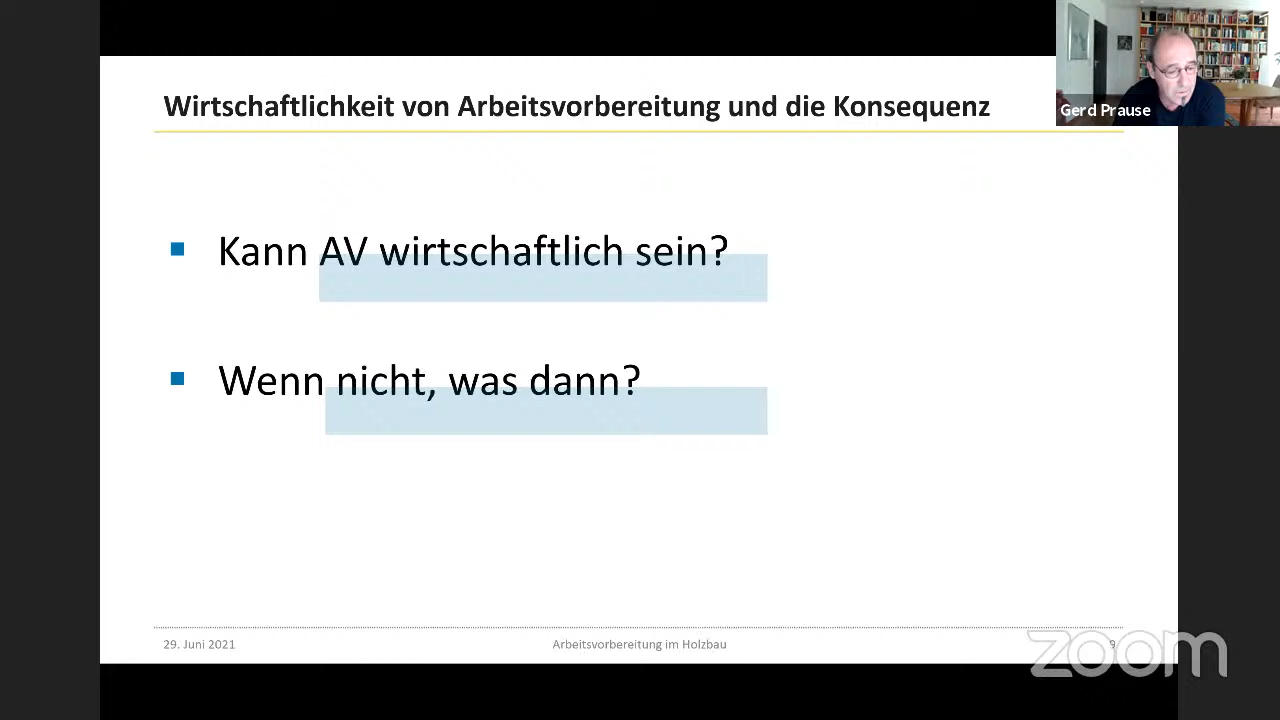 Wirtschaftlichkeit von Arbeitsvorbereitung und die Konsequenz
Gerd Prause
Kann AV wirtschaftlich sein?
Wenn nicht, was dann?
29. Juni 2021
Arbeitsvorbereitung im Holzbau
9
zoom